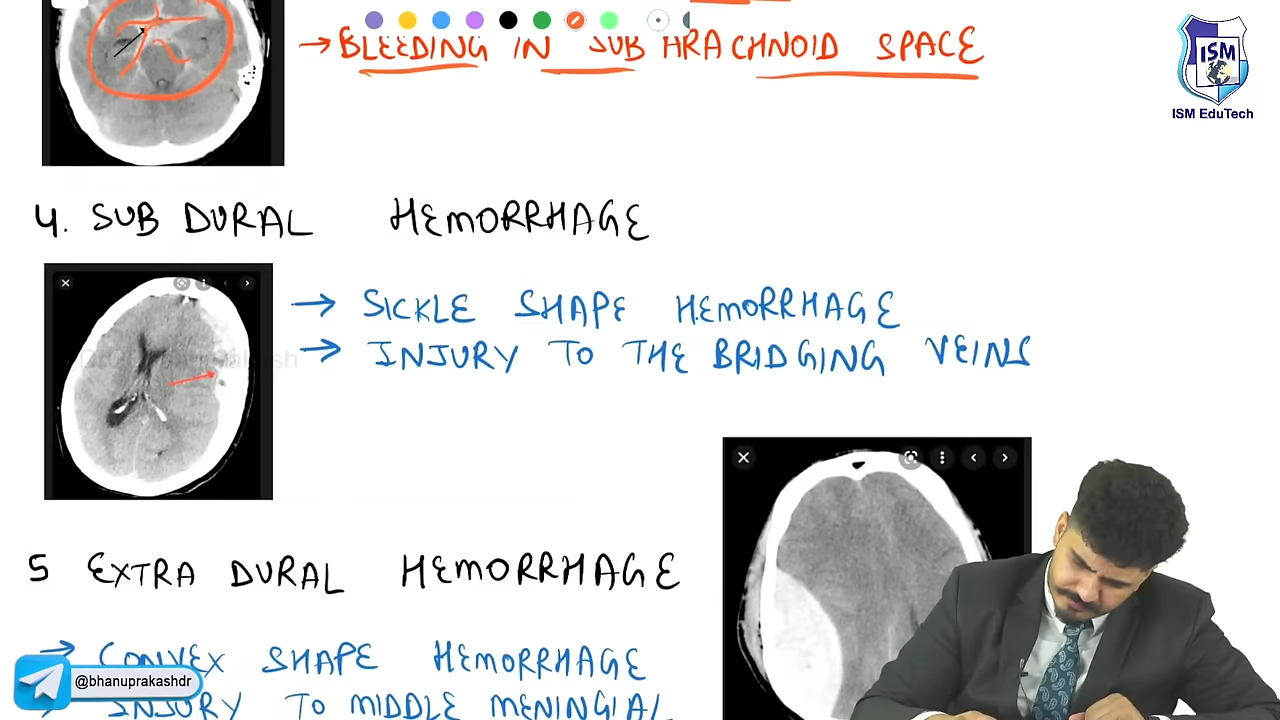 → BLEEDING IN SUB ARACHNOID SPACE
ISM
ISM EduTech
4. SUB DURAL HEMORRHAGE
→ SICKLE SHAPE HEMORRHAGE
→ INJURY TO THE BRIDGING VEINS
5 EXTRA DURAL HEMORRHAGE
→ CONVEX SHAPE HEMORRHAGE
@bhanuprakashdr
INJURY TO MIDDLE MENINGIAL